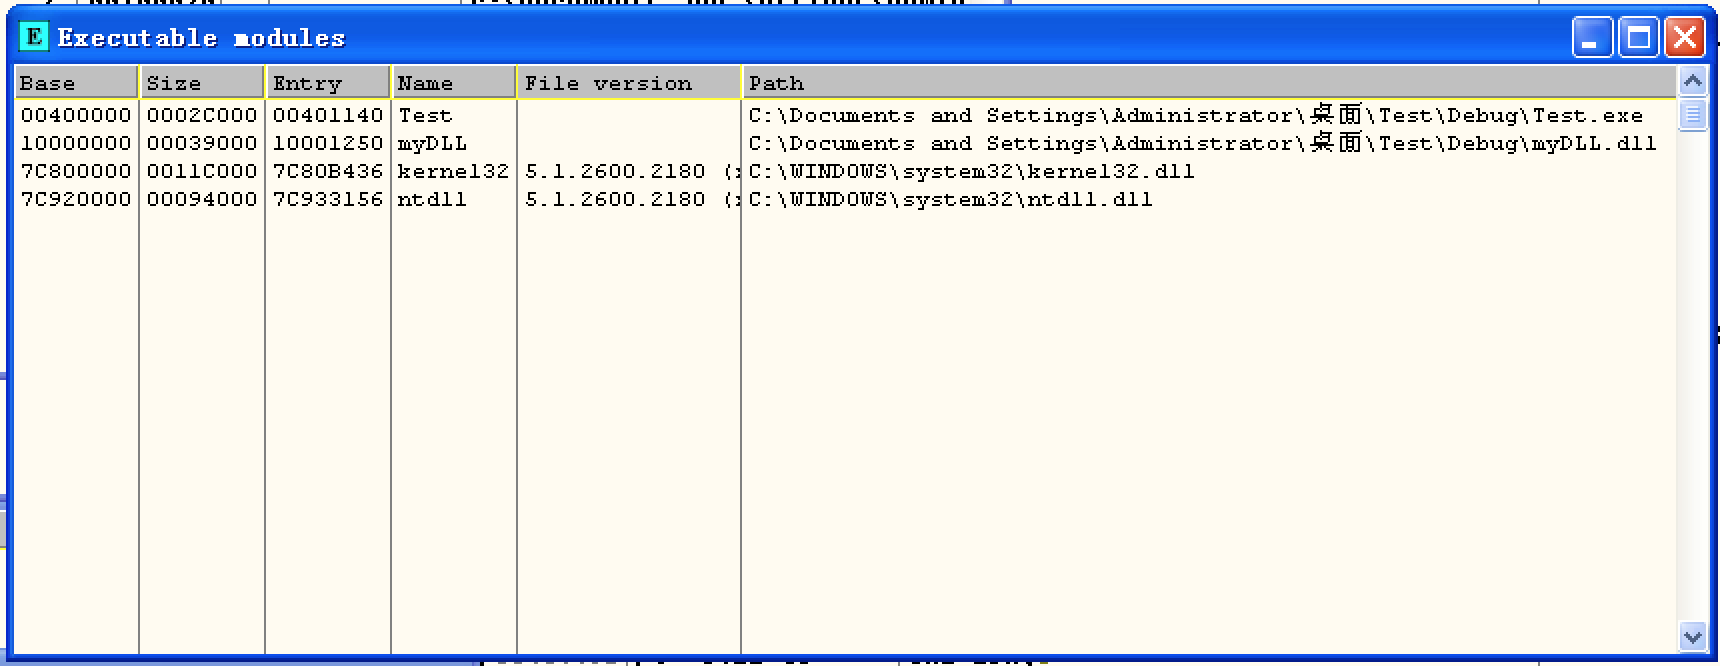 E Executable modules
Base Size Entry Name File version Path
00400000 0002C000 00401140 Test C:\Documents and Settings\Administrator\桌面\Test\Debug\Test.exe
10000000 00039000 10001250 myDLL C:\Documents and Settings\Administrator\桌面\Test\Debug\myDLL.dll
7C800000 0011C000 7C80B436 kernel32 5.1.2600.2180 ( C:\WINDOWS\system32\kernel32.dll
7C920000 00094000 7C933156 ntdll 5.1.2600.2180 ( C:\WINDOWS\system32\ntdll.dll